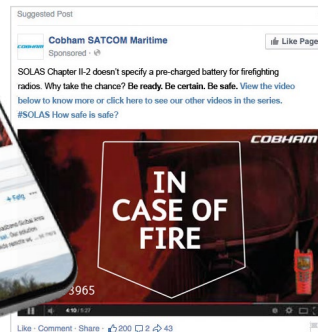 Suggested Post
COBHAM
Cobham SATCOM Maritime
Sponsored ·
Like Page
SOLAS Chapter II-2 doesn't specify a pre-charged battery for firefighting
radios. Why take the chance? Be ready. Be certain. Be safe. View the video
below to know more or click here to see our other videos in the series.
#SOLAS How safe is safe?
COBHAM
IN
CASE OF
FIRE
3965
4:13 / 5:27
Like · Comment · Share · 200 2 43